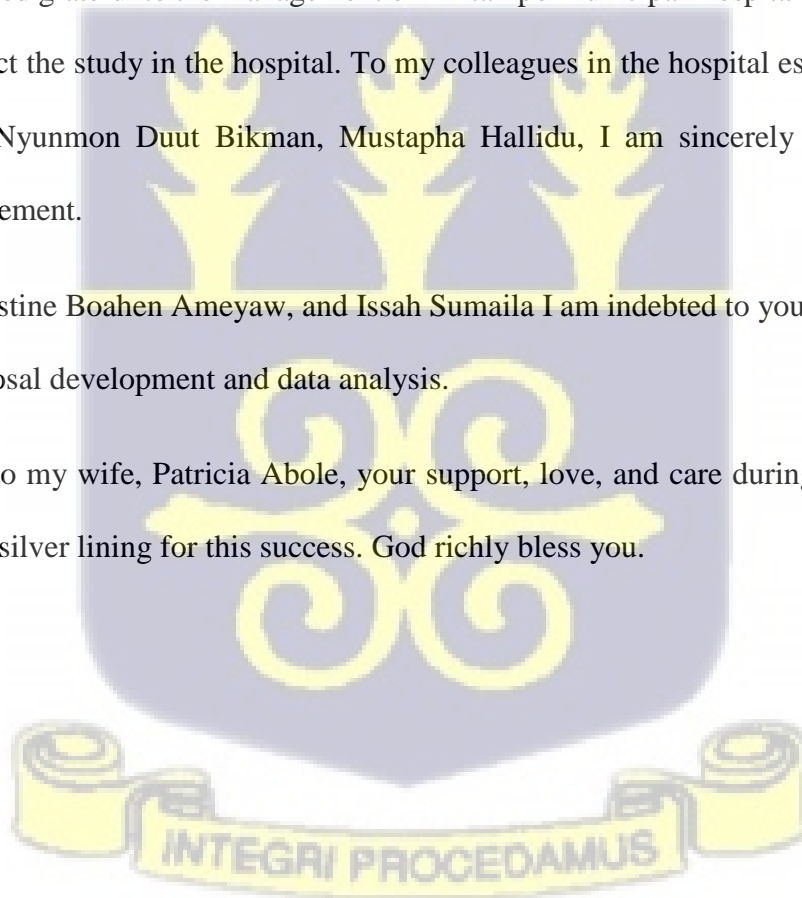 ct the study in the hospital. To my colleagues in the hospital es
Nyunmon Duut Bikman, Mustapha Hallidu, I am sincerely
ement.
stine Boahen Ameyaw, and Issah Sumaila I am indebted to you
osal development and data analysis.
o my wife, Patricia Abole, your support, love, and care during
silver lining for this success. God richly bless you.
INTEGRI PROCEDAMUS